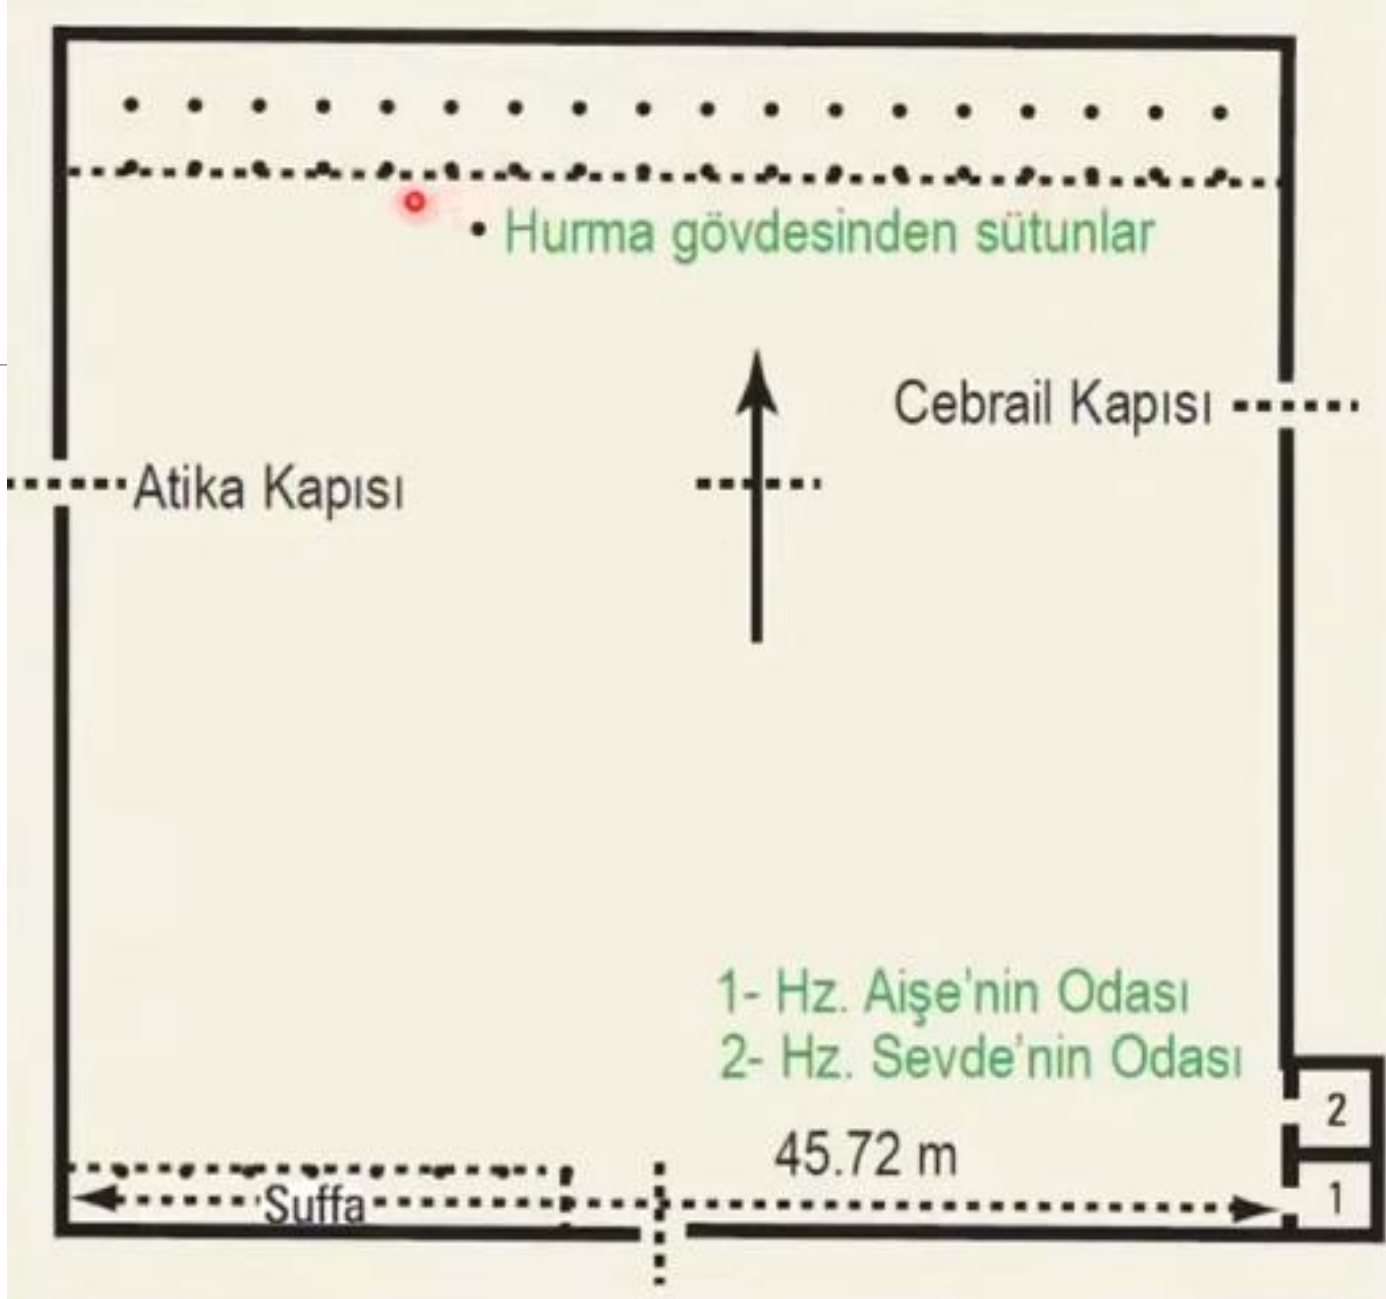 Hurma gövdesinden sütunlar
Cebrail Kapısı
Atika Kapısı
1- Hz. Aişe'nin Odası
2- Hz. Sevde'nin Odası
2
45.72 m
Suffa
1